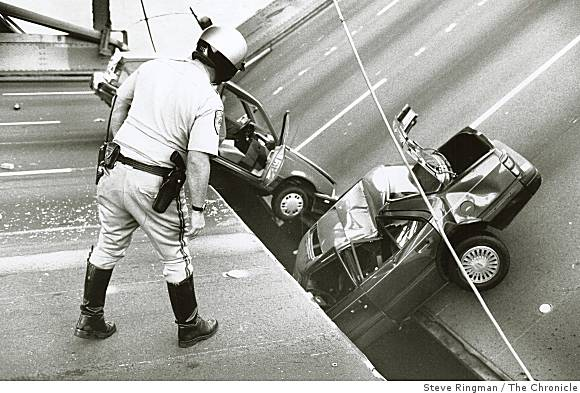 Steve Ringman / The Chronicle